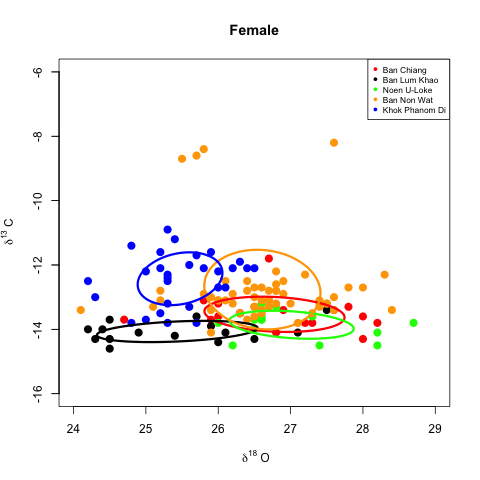 Female
-6
-8
-10
-12
-14
-16
δ13 C
24
25
26
27
28
29
δ18 O
Ban Chiang
Ban Lum Khao
Noen U-Loke
Ban Non Wat
Khok Phanom Di